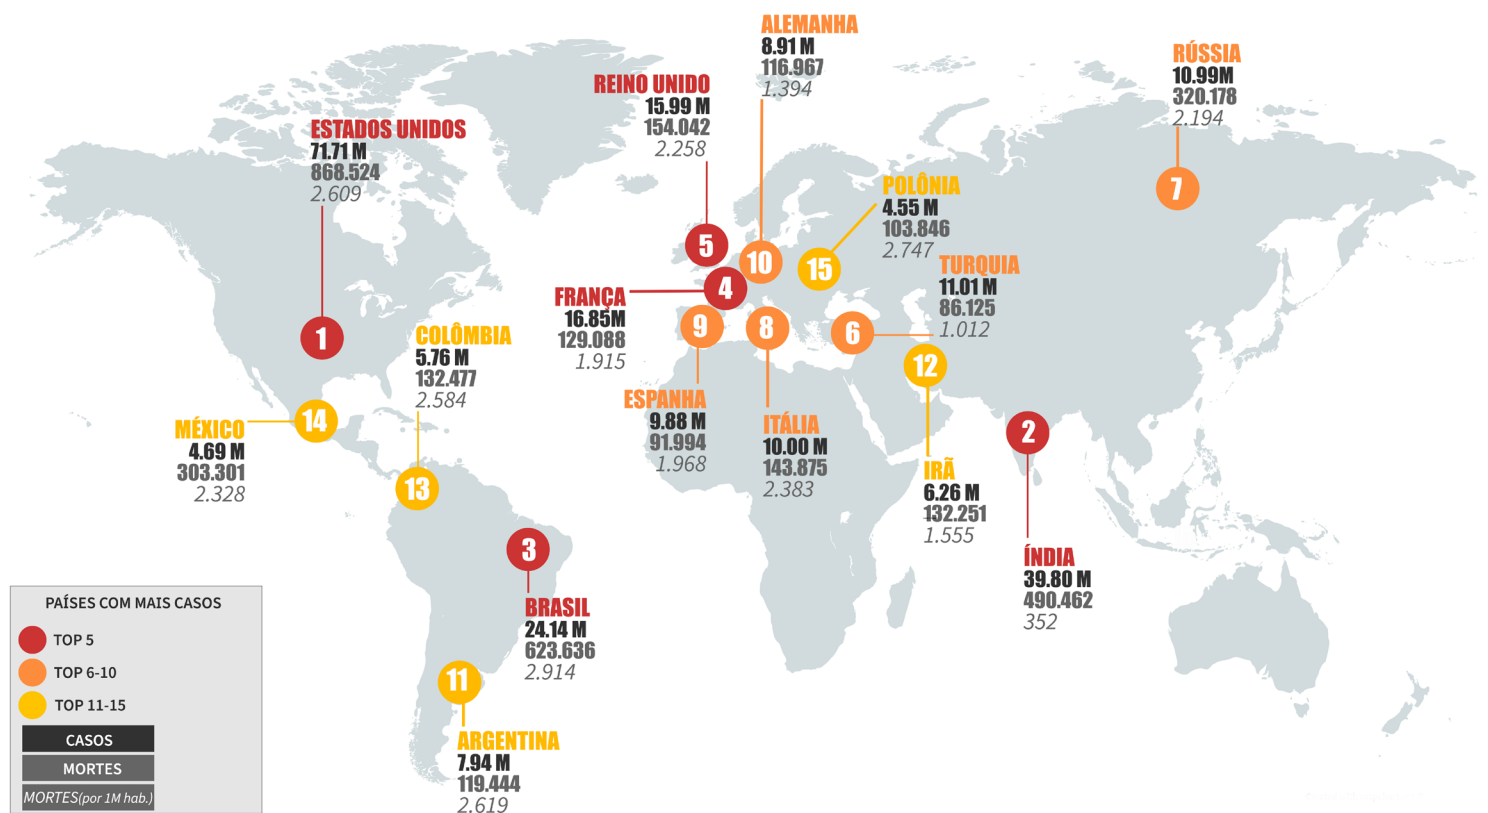 ALEMANHA
8.91 M
116.967
1.394
RÚSSIA
10.99M
320.178
2.194
REINO UNIDO
15.99 M
154.042
2.258
ESTADOS UNIDOS
71.71 M
868.524
2.609
7
POLÔNIA
4.55 M
103.846
2.747
5
10
15
TURQUIA
11.01 M
86.125
1.012
4
FRANÇA
16.85M
129.088
1.915
1
COLÔMBIA
5.76 M
132.477
2.584
9
8
6
12
ESPANHA
9.88 M
91.994
1.968
ITÁLIA
10.00 M
143.875
2.383
14
MÉXICO
4.69 M
303.301
2.328
2
IRÃ
6.26 M
132.251
1.555
13
3
ÍNDIA
39.80 M
490.462
352
BRASIL
24.14 M
623.636
2.914
11
ARGENTINA
7.94 M
119.444
2.619
PAÍSES COM MAIS CASOS
TOP 5
TOP 6-10
TOP 11-15
CASOS
MORTES
MORTES(por 1M hab.)